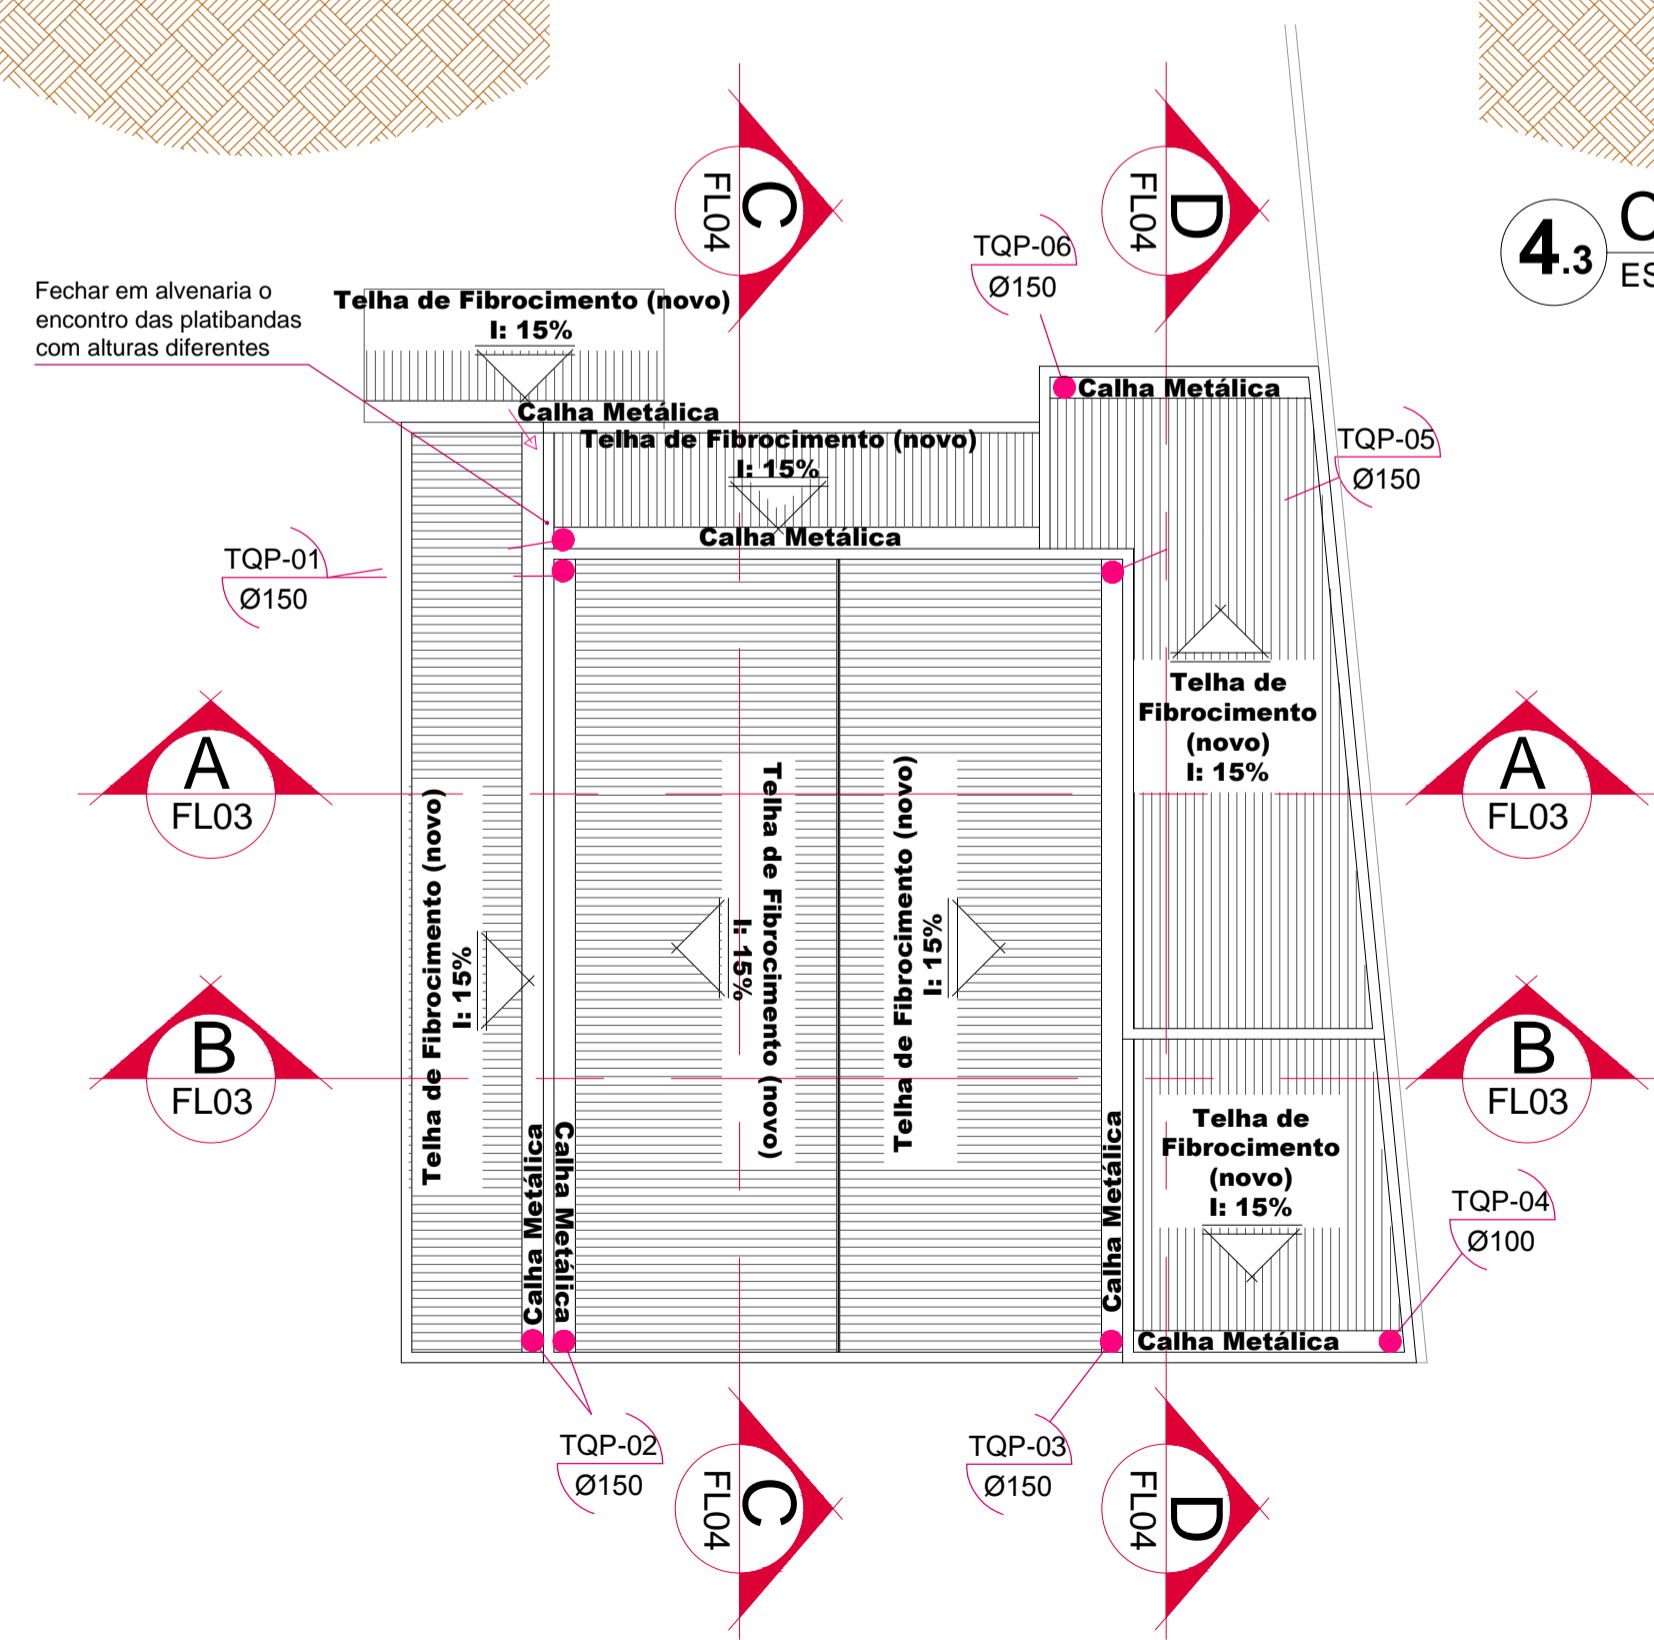 C
FL04
D
FL04
4.3
TQP-06
Ø150
Fechar em alvenaria o
encontro das platibandas
com alturas diferentes
Telha de Fibrocimento (novo)
I: 15%
Calha Metálica
Calha Metálica
Telha de Fibrocimento (novo)
I: 15%
TQP-05
Ø150
Calha Metálica
TQP-01
Ø150
Telha de
Fibrocimento
(novo)
I: 15%
A
FL03
A
FL03
Telha de Fibrocimento (novo)
I: 15%
Telha de Fibrocimento (novo)
I: 15%
Telha de Fibrocimento (novo)
I: 15%
B
FL03
B
FL03
Calha Metálica
Calha Metálica
Calha Metálica
Telha de
Fibrocimento
(novo)
I: 15%
TQP-04
Ø100
Calha Metálica
TQP-02
Ø150
TQP-03
Ø150
C
FL04
D
FL04